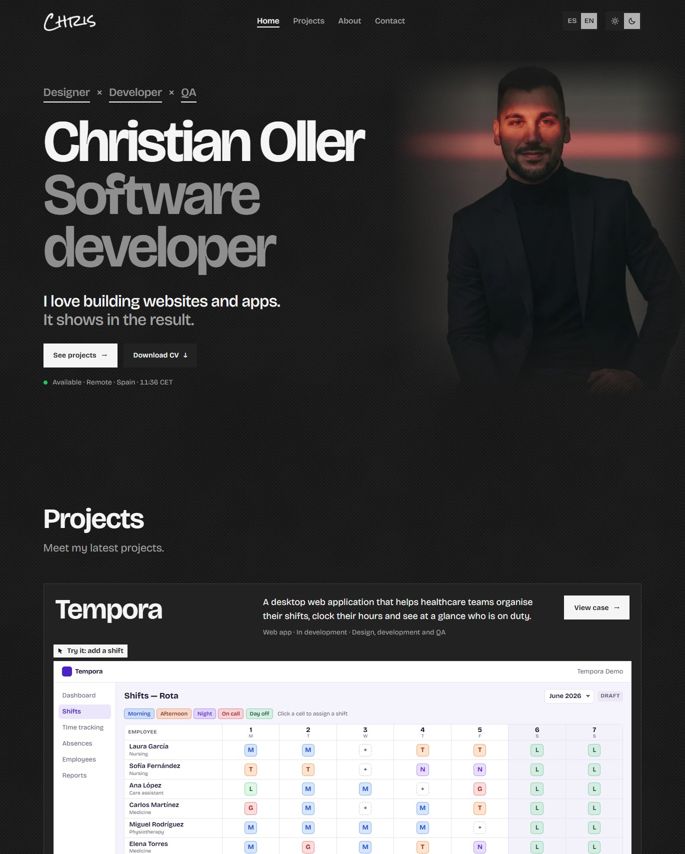 CHRIS
Home Projects About Contact
ES EN
Designer × Developer × QA
Christian Oller
Software
developer
I love building websites and apps.
It shows in the result.
See projects →
Download CV ↓
Available · Remote · Spain · 11:36 CET
Projects
Meet my latest projects.
Tempora
A desktop web application that helps healthcare teams organise
their shifts, clock their hours and see at a glance who is on duty.
Web app · In development · Design, development and QA
View case →
Try it: add a shift
Tempora
Tempora Demo
Dashboard
Shifts
Time tracking
Absences
Employees
Reports
Shifts — Rota
June 2026
DRAFT
Morning Afternoon Night On call Day off Click a cell to assign a shift
EMPLOYEE 1 2 3 4 5 6 7
M T W T F S S
Laura García M M + T T L L
Nursing
Sofía Fernández T T + N N L L
Nursing
Ana López L M M + G L L
Care assistant
Carlos Martínez G M + M T L L
Medicine
Miguel Rodríguez M M M M + L L
Physiotherapy
Elena Torres M G M T N L L
Medicine